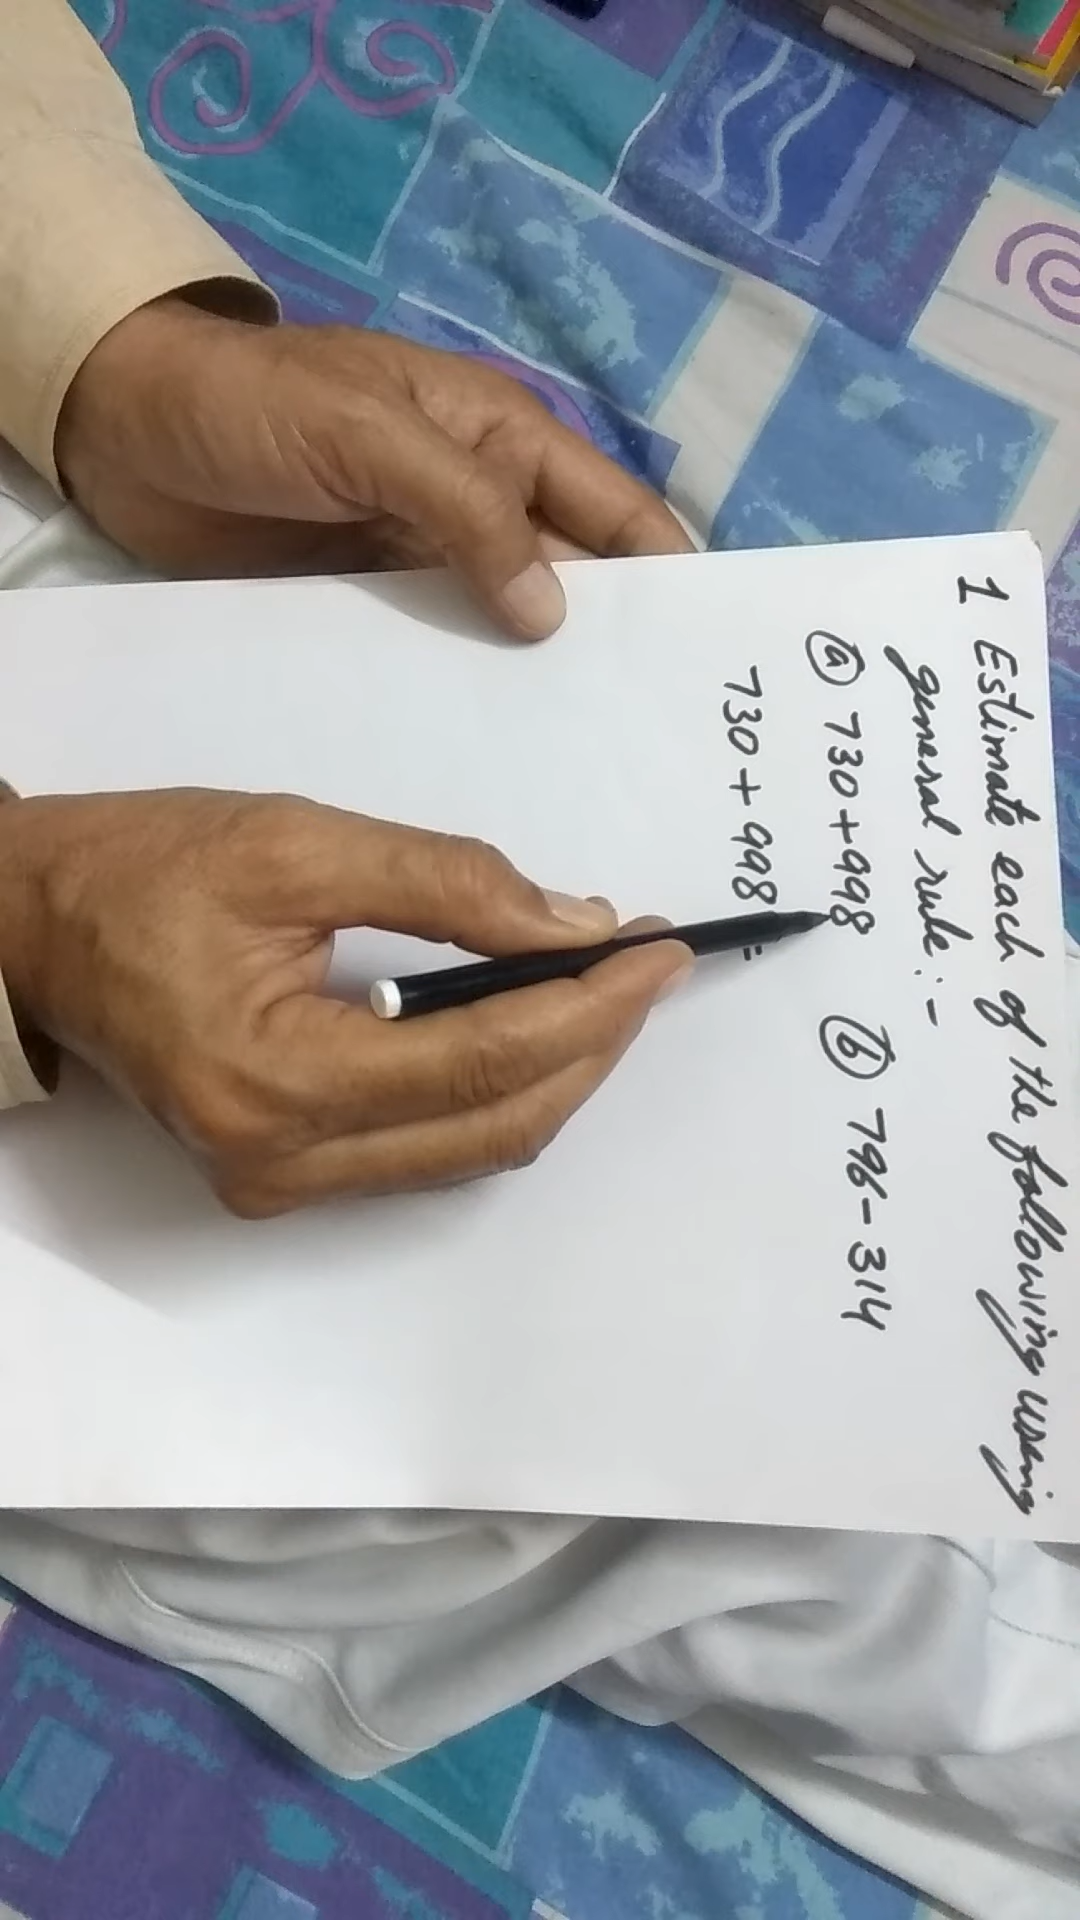 1 Estimate each of the following using
general rule:-
(a) 730+998 (b) 796-314
730 + 998 =